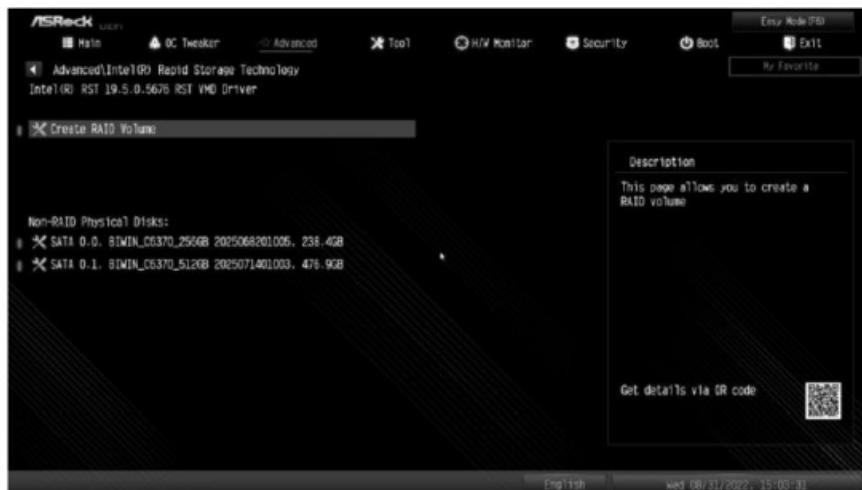 ASRock UEFI
Easy Mode(F6)
Main OC Tweaker Advanced Tool H/W Monitor Security Boot Exit
My Favorite
Advanced\Intel(R) Rapid Storage Technology
Intel(R) RST 19.5.0.5676 RST VMD Driver
Create RAID Volume
Description
This page allows you to create a
RAID volume
Non-RAID Physical Disks:
SATA 0.0, BIWIN_C6370_256GB 2025068201005, 238.4GB
SATA 0.1, BIWIN_C6370_512GB 2025071401003, 476.9GB
Get details via QR code
English
Wed 08/31/2022, 15:03:31